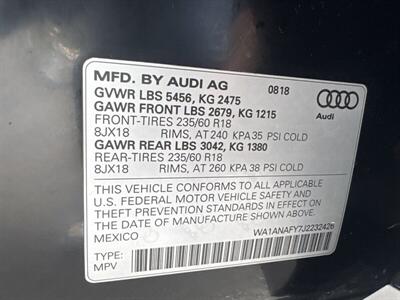 MFD. BY AUDI AG 0818
GVWR LBS 5456, KG 2475
GAWR FRONT LBS 2679, KG 1215
FRONT-TIRES 235/60 R18
8JX18 RIMS, AT 240 KPA 35 PSI COLD
GAWR REAR LBS 3042, KG 1380
REAR-TIRES 235/60 R18
8JX18 RIMS, AT 260 KPA 38 PSI COLD
Audi
THIS VEHICLE CONFORMS TO ALL APPLICABLE
U.S. FEDERAL MOTOR VEHICLE SAFETY AND
THEFT PREVENTION STANDARDS IN EFFECT ON
THE DATE OF MANUFACTURE SHOWN ABOVE
MEXICO WA1ANAFY7J2232426
TYPE:
MPV